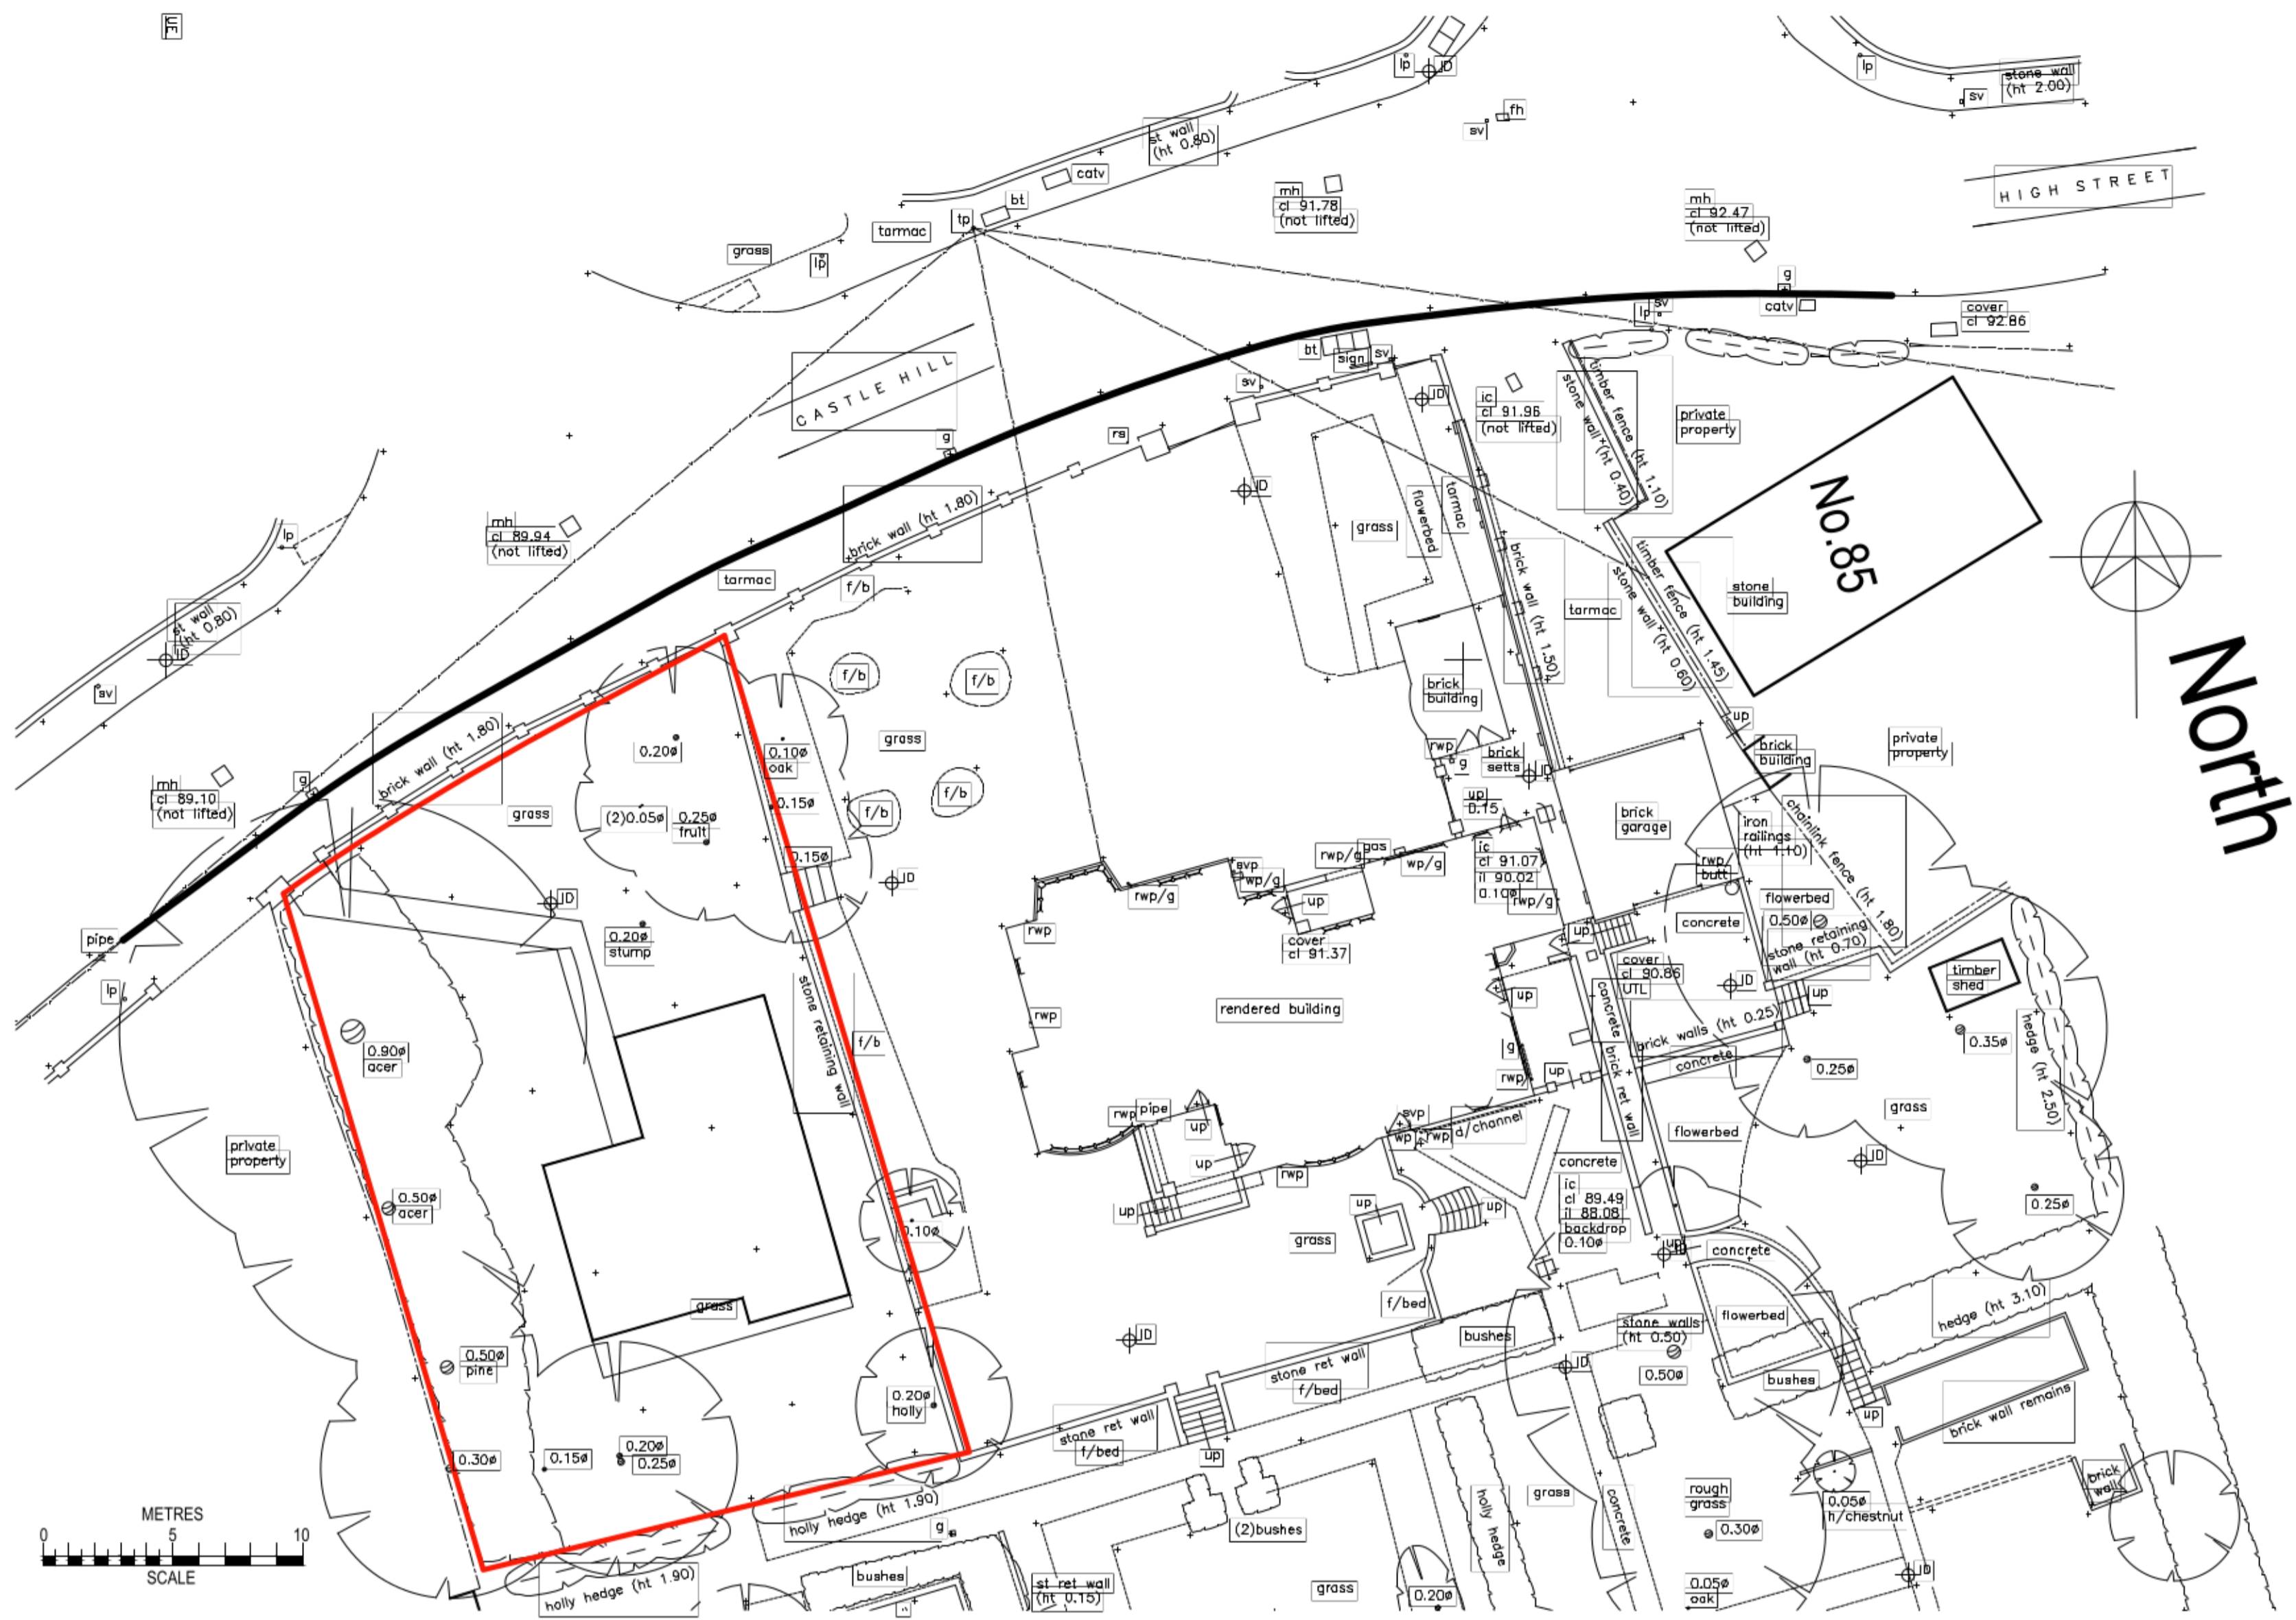 lp
JD
lp
stone wall
(ht 2.00)
sv
fh
sv
st wall
(ht 0.80)
catv
mh
cl 91.78
(not lifted)
HIGH STREET
bt
tp
mh
cl 92.47
(not lifted)
tarmac
grass
lp
g
sv
lp
catv
cover
cl 92.86
bt
sign
sv
CASTLE HILL
sv
JD
ic
cl 91.96
(not lifted)
timber fence (ht 1.10)
stone wall (ht 0.40)
private
property
g
rs
JD
No.85
lp
mh
cl 89.94
(not lifted)
brick wall (ht 1.80)
grass
flowerbed
tarmac
brick wall (ht 1.50)
tarmac
f/b
tarmac
timber fence (ht 1.45)
stone wall (ht 0.60)
stone
building
st wall
(ht 0.80)
JD
sv
f/b
f/b
brick
building
North
brick wall (ht 1.80)
0.20ø
0.10ø
oak
grass
up
brick
building
private
property
rwp
g
brick
setts
JD
mh
cl 89.10
(not lifted)
g
grass
(2)0.05ø
0.25ø
fruit
0.15ø
f/b
f/b
up
0.15
brick
garage
iron
railings
(ht 1.10)
chainlink fence (ht 1.80)
0.15ø
svp
wp/g
rwp/g
gas
wp/g
ic
cl 91.07
il 90.02
0.10ø
rwp/g
rwp/
butt
JD
JD
rwp/g
up
flowerbed
concrete
0.50ø
stone retaining
wall (ht 0.70)
pipe
0.20ø
stump
rwp
cover
cl 91.37
up
cover
cl 90.86
UTL
JD
timber
shed
lp
stone retaining wall
rwp
rendered building
up
concrete
up
0.90ø
acer
f/b
g
brick walls (ht 0.25)
concrete
0.35ø
hedge (ht 2.50)
0.25ø
rwp
up
brick ret wall
rwp
pipe
up
svp
wp
rwp
d/channel
grass
flowerbed
private
property
up
rwp
concrete
JD
0.50ø
acer
up
up
up
ic
cl 89.49
il 88.08
backdrop
0.10ø
0.25ø
0.10ø
grass
up
concrete
grass
f/bed
hedge (ht 3.10)
flowerbed
JD
bushes
stone walls
(ht 0.50)
0.50ø
pine
stone ret wall
f/bed
JD
0.50ø
bushes
0.20ø
holly
stone ret wall
f/bed
up
up
brick wall remains
0.30ø
0.15ø
0.20ø
0.25ø
METRES
0 5 10
SCALE
holly hedge (ht 1.90)
g
(2)bushes
holly hedge
grass
concrete
rough
grass
0.30ø
0.05ø
h/chestnut
brick
wall
holly hedge (ht 1.90)
bushes
st ret wall
(ht 0.15)
grass
0.20ø
0.05ø
oak
JD